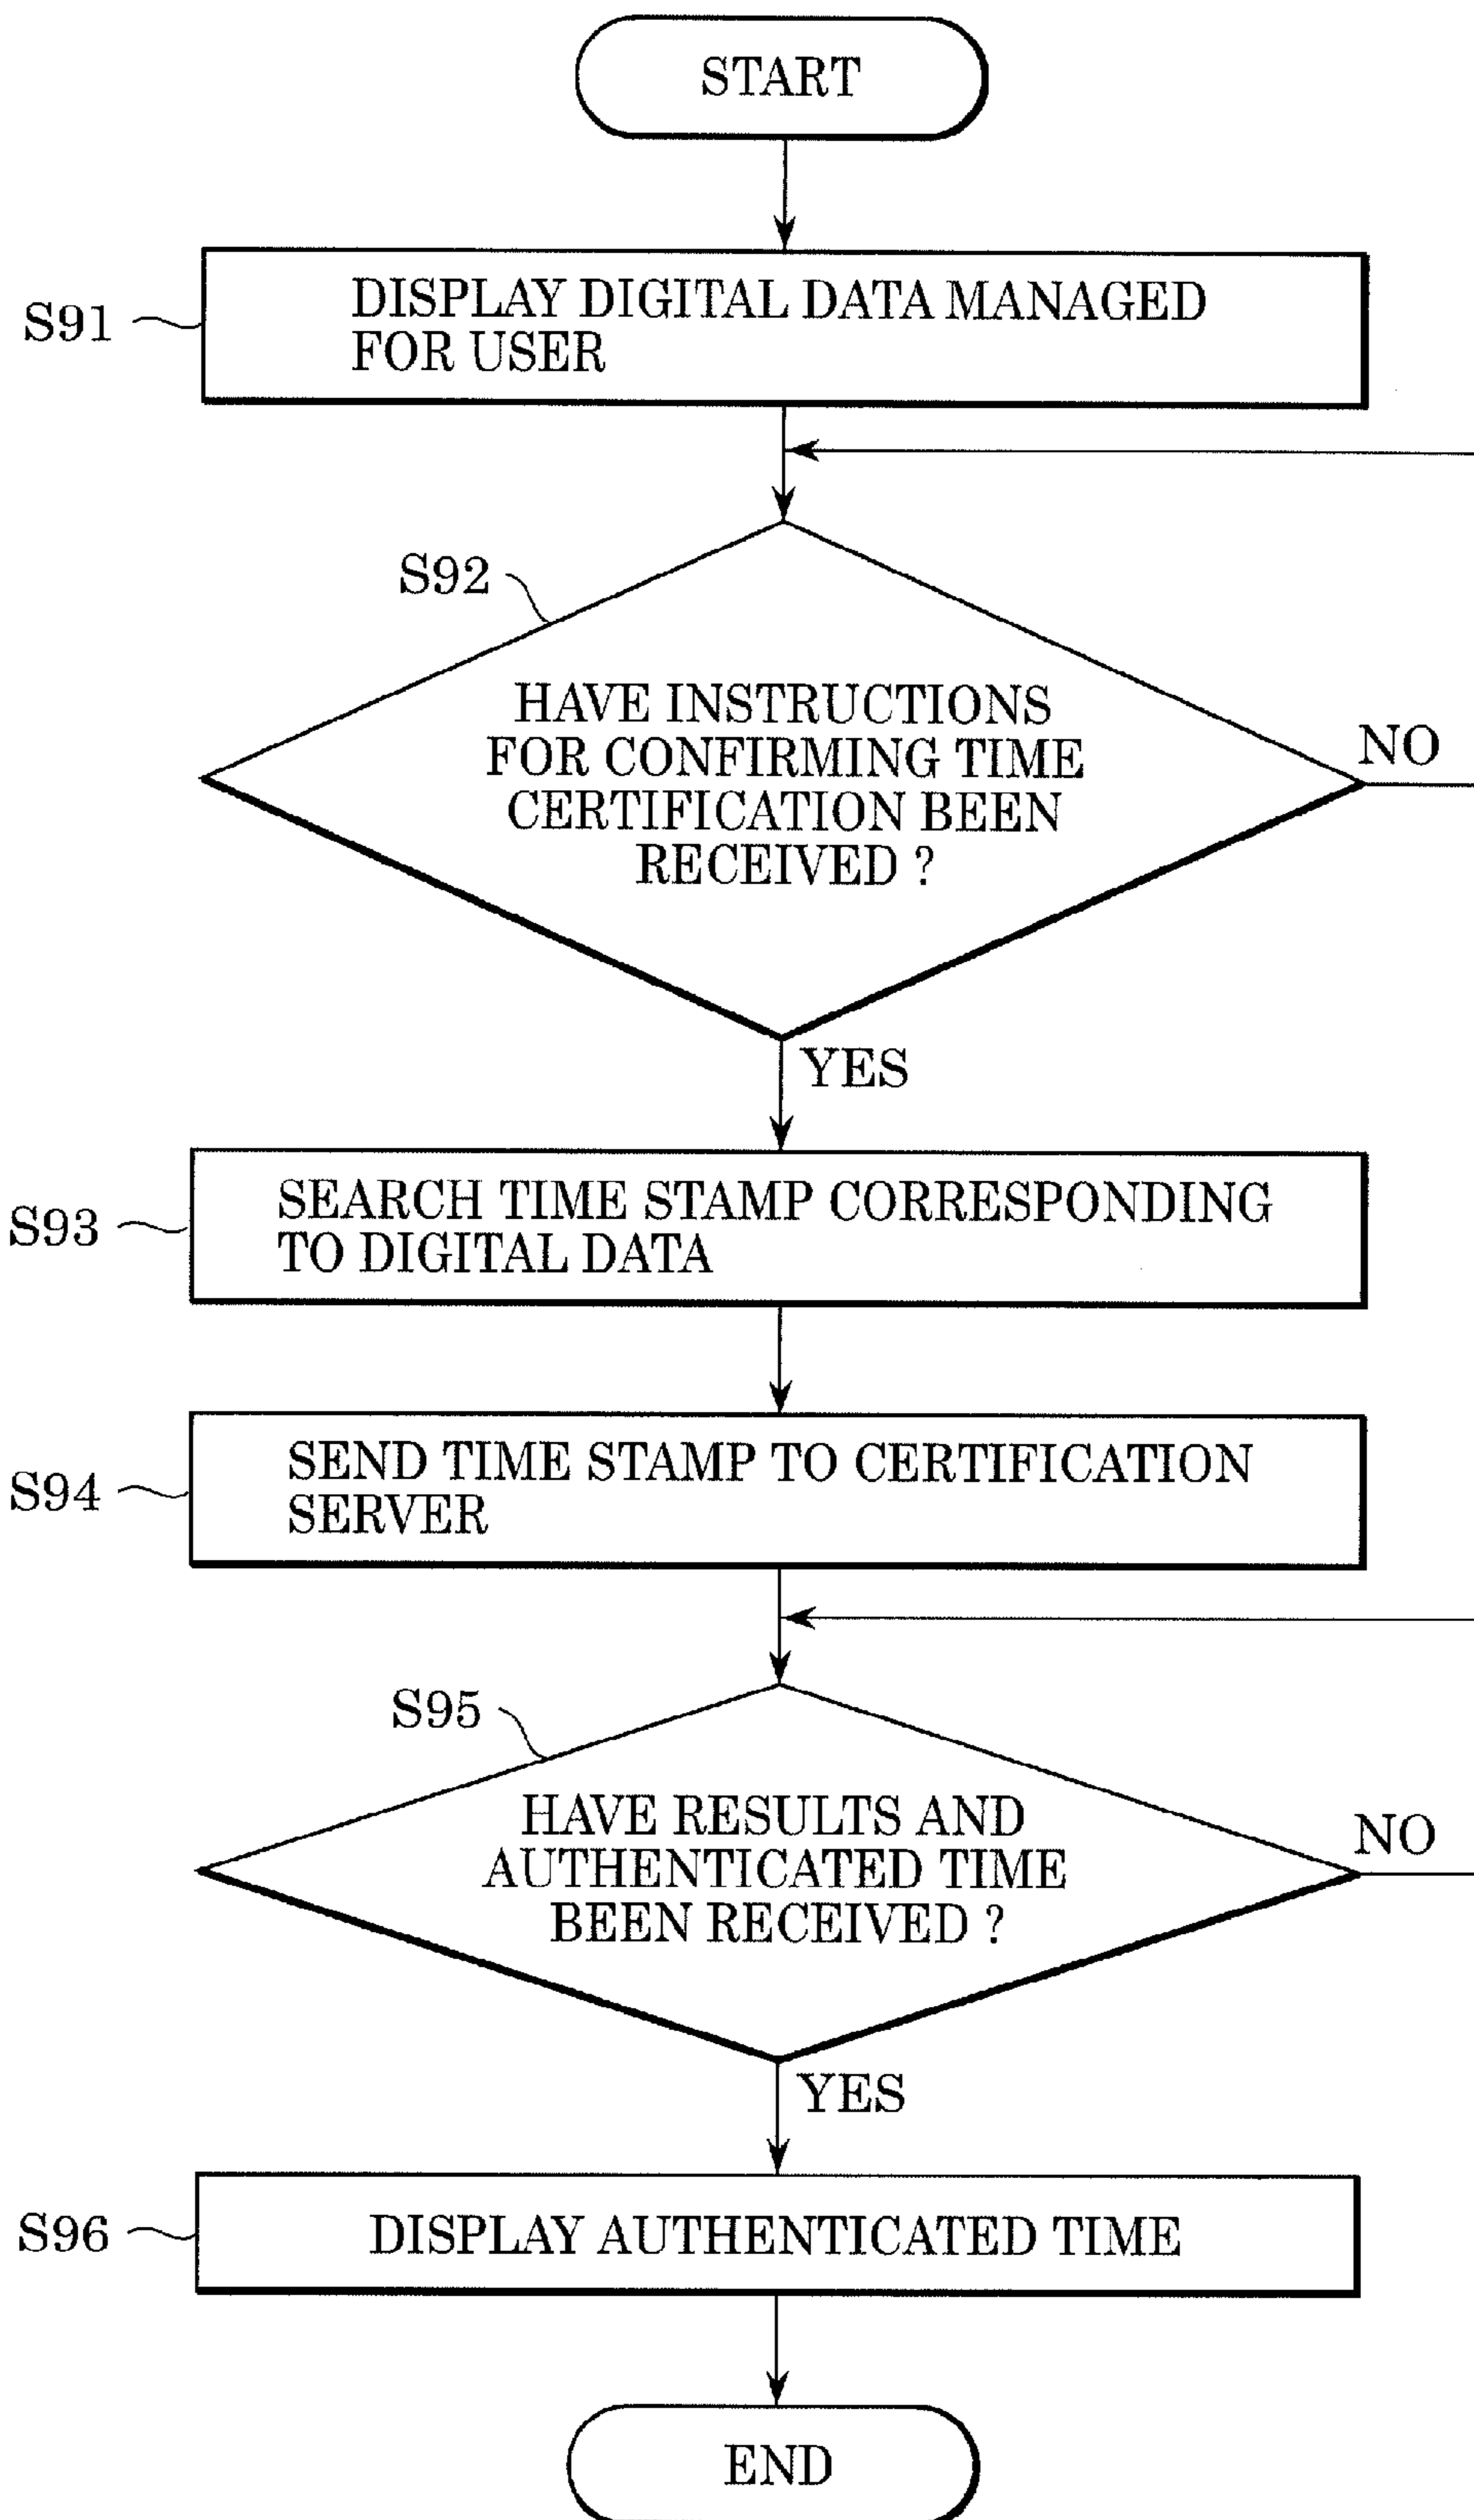 START
S91
DISPLAY DIGITAL DATA MANAGED
FOR USER
S92
HAVE INSTRUCTIONS
FOR CONFIRMING TIME
CERTIFICATION BEEN
RECEIVED ?
NO
YES
S93
SEARCH TIME STAMP CORRESPONDING
TO DIGITAL DATA
S94
SEND TIME STAMP TO CERTIFICATION
SERVER
S95
HAVE RESULTS AND
AUTHENTICATED TIME
BEEN RECEIVED ?
NO
YES
S96
DISPLAY AUTHENTICATED TIME
END